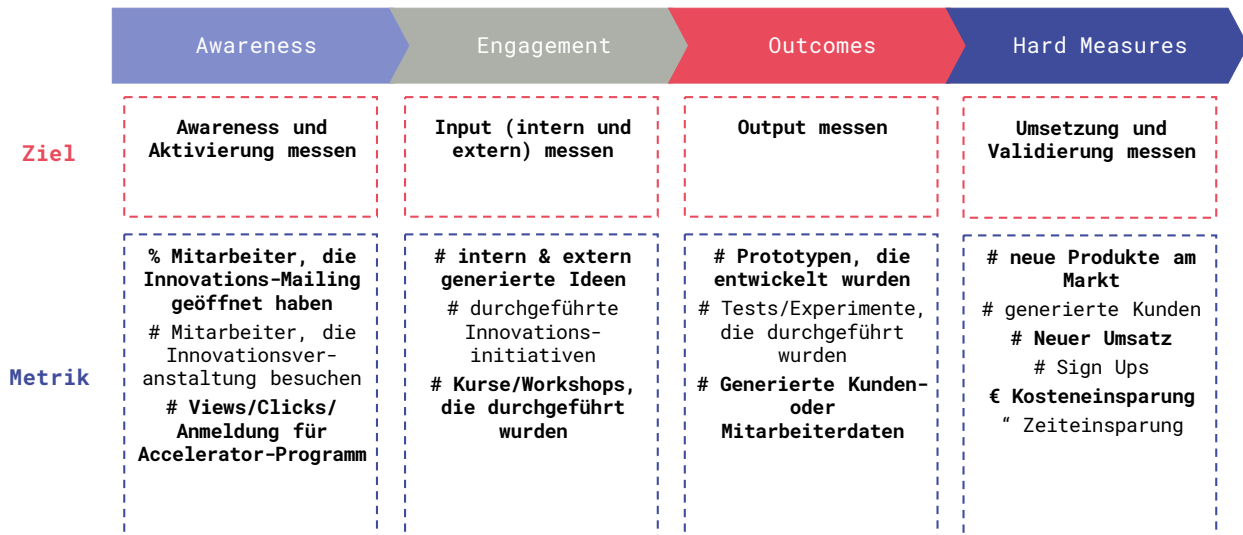 Awareness
Engagement
Outcomes
Hard Measures
Ziel
Awareness und
Aktivierung messen
Input (intern und
extern) messen
Output messen
Umsetzung und
Validierung messen
Metrik
% Mitarbeiter, die
Innovations-Mailing
geöffnet haben
# Mitarbeiter, die
Innovationsver-
anstaltung besuchen
# Views/Clicks/
Anmeldung für
Accelerator-Programm
# intern & extern
generierte Ideen
# durchgeführte
Innovations-
initiativen
# Kurse/Workshops,
die durchgeführt
wurden
# Prototypen, die
entwickelt wurden
# Tests/Experimente,
die durchgeführt
wurden
# Generierte Kunden-
oder
Mitarbeiterdaten
# neue Produkte am
Markt
# generierte Kunden
# Neuer Umsatz
# Sign Ups
€ Kosteneinsparung
“ Zeiteinsparung